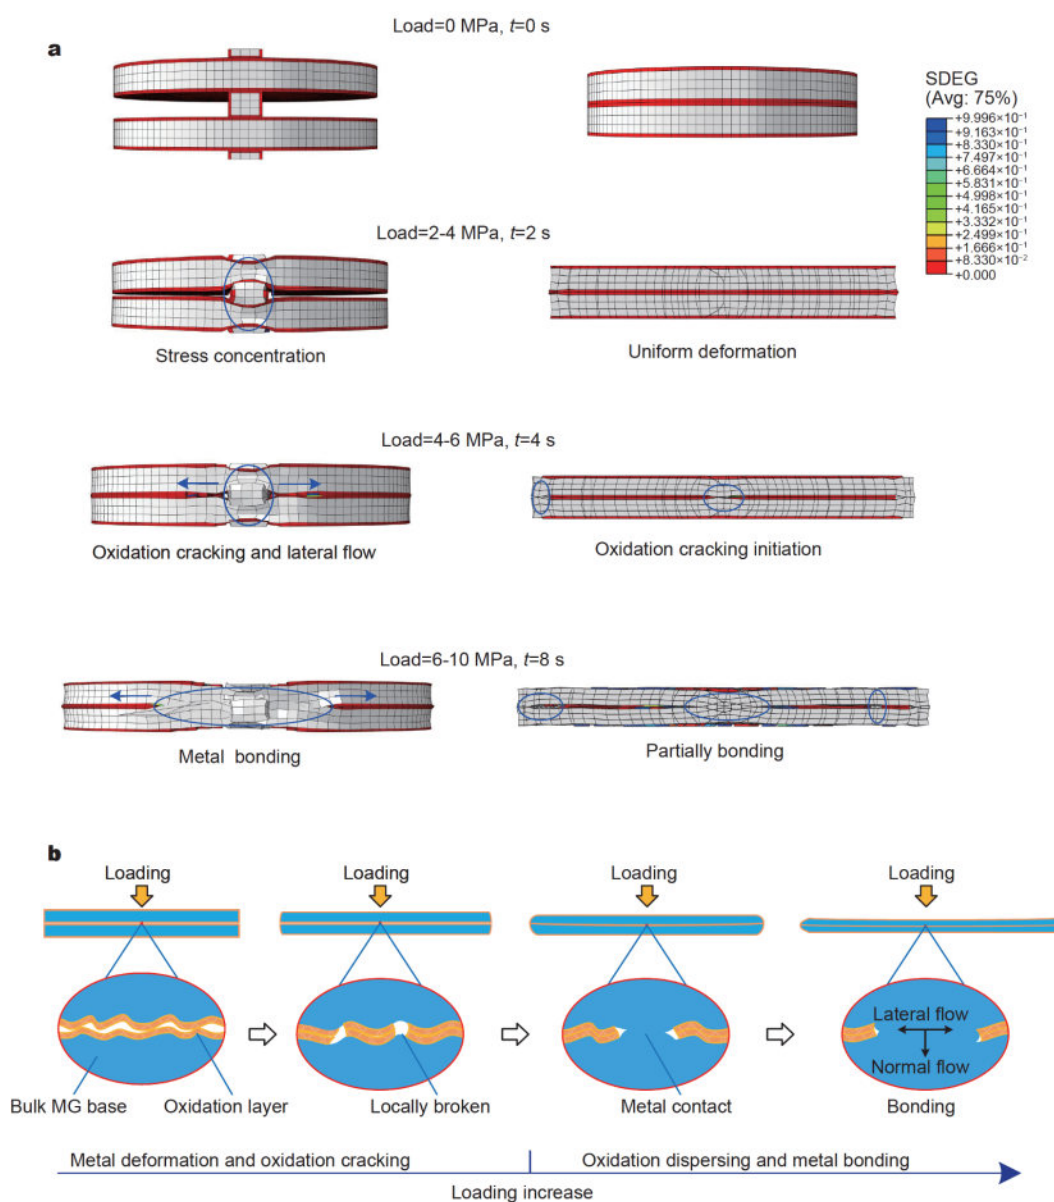 a
Load=0 MPa, t=0 s
SDEG
(Avg: 75%)
+9.996×10⁻¹
+9.163×10⁻¹
+8.330×10⁻¹
+7.497×10⁻¹
+6.664×10⁻¹
+5.831×10⁻¹
+4.998×10⁻¹
+4.165×10⁻¹
+3.332×10⁻¹
+2.499×10⁻¹
+1.666×10⁻¹
+8.330×10⁻²
+0.000
Load=2-4 MPa, t=2 s
Stress concentration
Uniform deformation
Load=4-6 MPa, t=4 s
Oxidation cracking and lateral flow
Oxidation cracking initiation
Load=6-10 MPa, t=8 s
Metal bonding
Partially bonding
b
Loading
Loading
Loading
Loading
Lateral flow
Normal flow
Bulk MG base
Oxidation layer
Locally broken
Metal contact
Bonding
Metal deformation and oxidation cracking
Oxidation dispersing and metal bonding
Loading increase